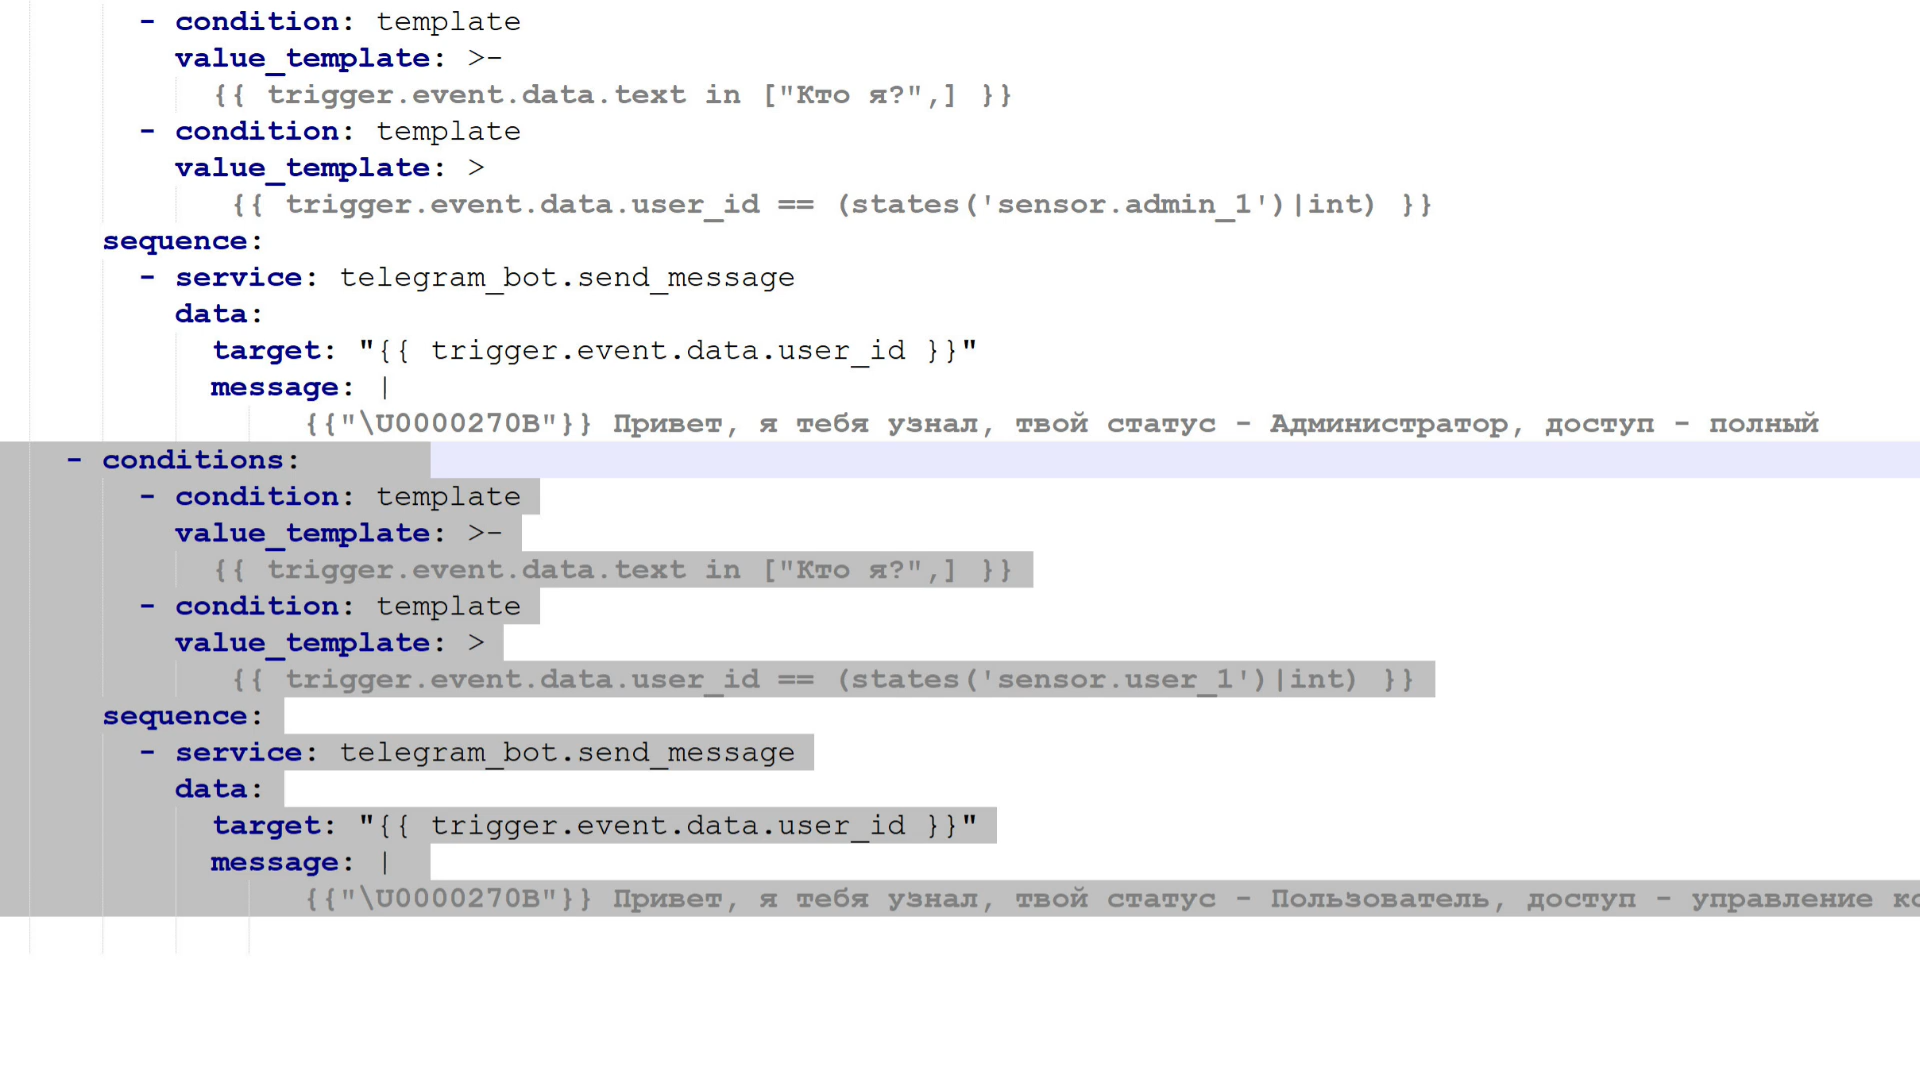 - condition: template
value_template: >-
{{ trigger.event.data.text in ["Кто я?",] }}
- condition: template
value_template: >
{{ trigger.event.data.user_id == (states('sensor.admin_1')|int) }}
sequence:
- service: telegram_bot.send_message
data:
target: "{{ trigger.event.data.user_id }}"
message: |
{{"\U0000270B"}} Привет, я тебя узнал, твой статус - Администратор, доступ - полный
- conditions:
- condition: template
value_template: >-
{{ trigger.event.data.text in ["Кто я?",] }}
- condition: template
value_template: >
{{ trigger.event.data.user_id == (states('sensor.user_1')|int) }}
sequence:
- service: telegram_bot.send_message
data:
target: "{{ trigger.event.data.user_id }}"
message: |
{{"\U0000270B"}} Привет, я тебя узнал, твой статус - Пользователь, доступ - управление